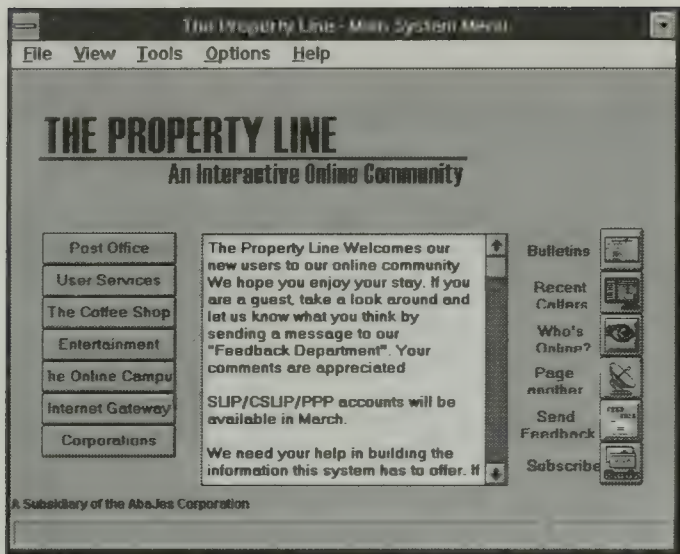 The Property Line - Main System Menu
File View Tools Options Help
THE PROPERTY LINE
An Interactive Online Community
Post Office
User Services
The Coffee Shop
Entertainment
he Online Campu
Internet Gateway
Corporations
The Property Line Welcomes our
new users to our online community
We hope you enjoy your stay. If you
are a guest, take a look around and
let us know what you think by
sending a message to our
"Feedback Department". Your
comments are appreciated
SLIP/CSLIP/PPP accounts will be
available in March.
We need your help in building the
information this system has to offer. If
Bulletins
Recent
Callers
Who's
Online?
Page
another
Send
Feedback
Subscribe
A Subsidiary of the AbaJes Corporation